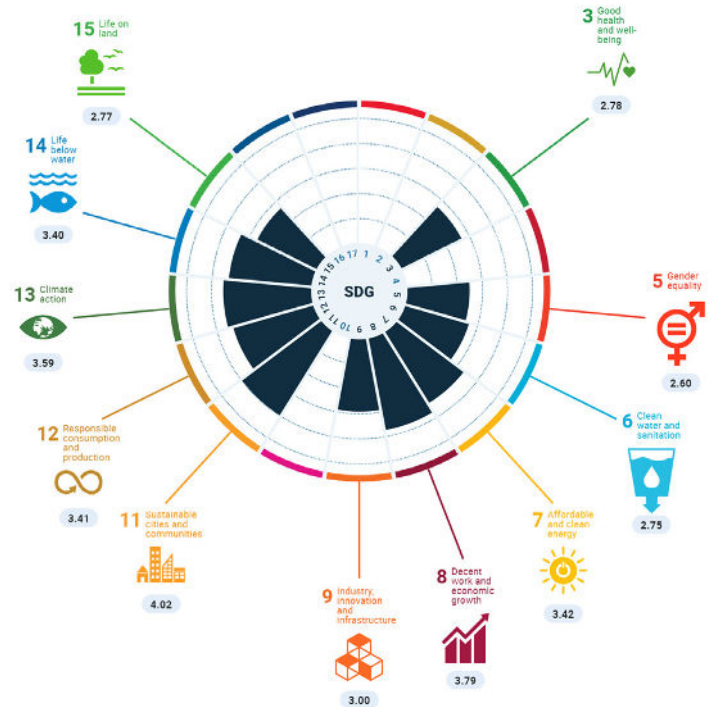 15 Life on
land
2.77
3 Good
health
and well-
being
2.78
14 Life
below
water
3.40
13 Climate
action
3.59
12 Responsible
consumption
and
production
3.41
11 Sustainable
cities and
communities
4.02
9 Industry,
innovation
and
infrastructure
3.00
8 Decent
work and
economic
growth
3.79
7 Affordable
and clean
energy
3.42
6 Clean
water and
sanitation
2.75
5 Gender
equality
2.60
SDG
1
2
3
4
5
6
7
8
9
10
11
12
13
14
15
16
17